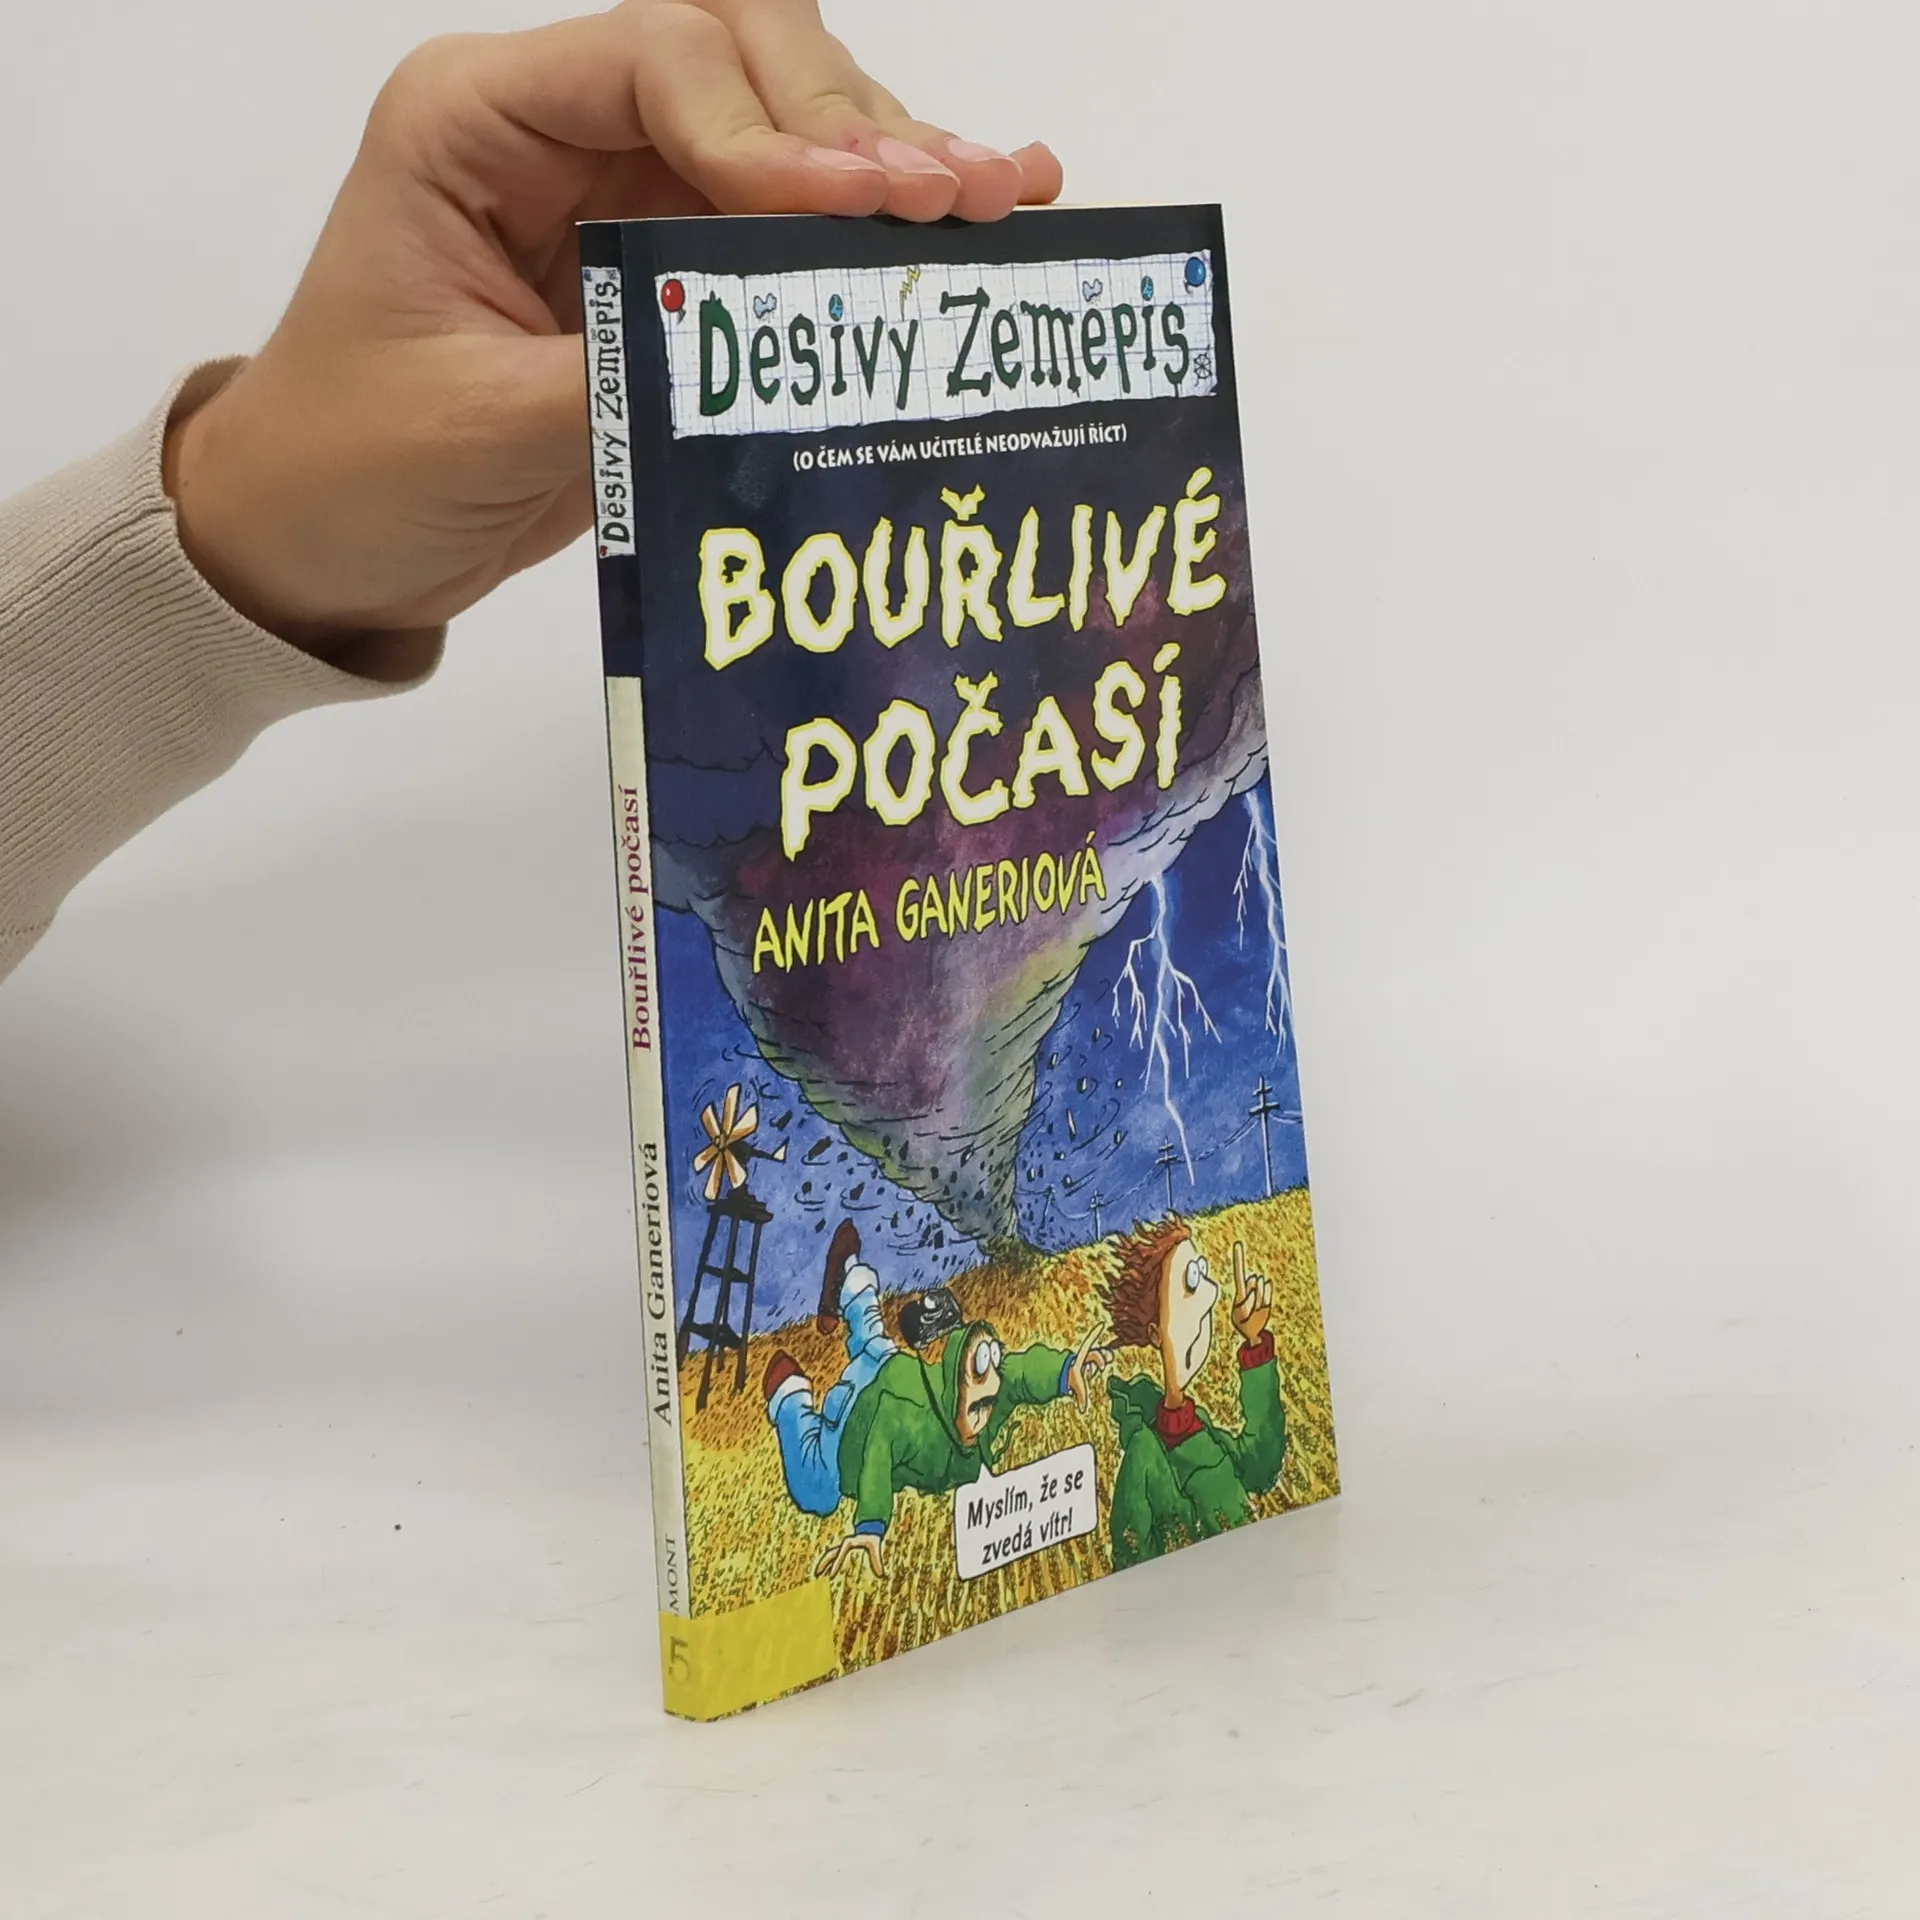 Děsivý Zeměpis
(O ČEM SE VÁM UČITELÉ NEODVAŽUJÍ ŘÍCT)
BOUŘLIVÉ
POČASÍ
ANITA GANERIOVÁ
Myslím, že se
zvedá vítr!
Děsivý Zeměpis
Bouřlivé počasí
Anita Ganeriová
MONT
5